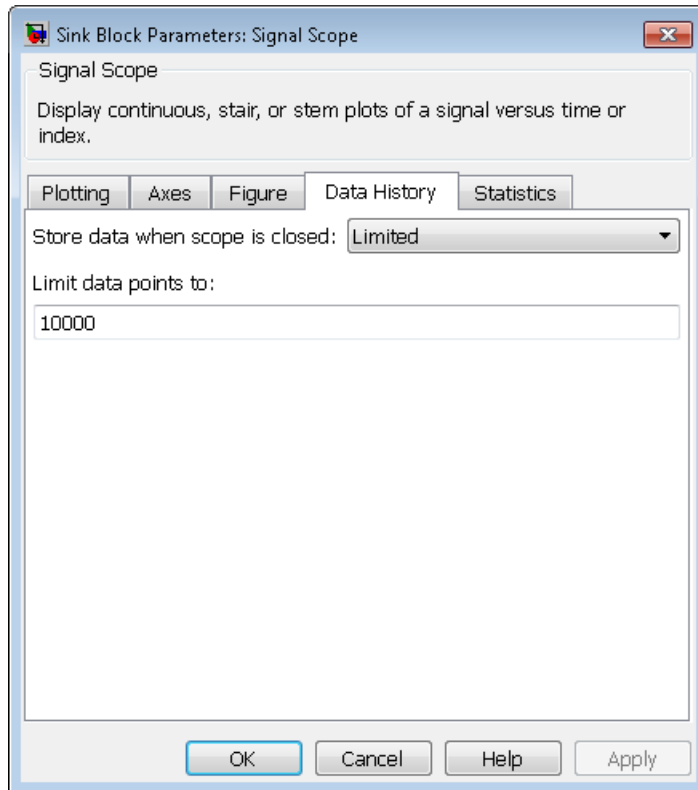 Sink Block Parameters: Signal Scope
Signal Scope
Display continuous, stair, or stem plots of a signal versus time or
index.
Plotting Axes Figure Data History Statistics
Store data when scope is closed: Limited
Limit data points to:
10000
OK Cancel Help Apply